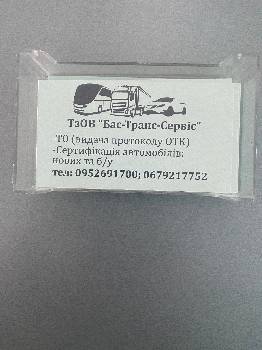 ТзОВ "Бас-Транс-Сервіс"
-ТО (видача протоколу ОТК)
-Сертифікація автомобілів;
нових та б/у
тел: 0952691700; 0679217752